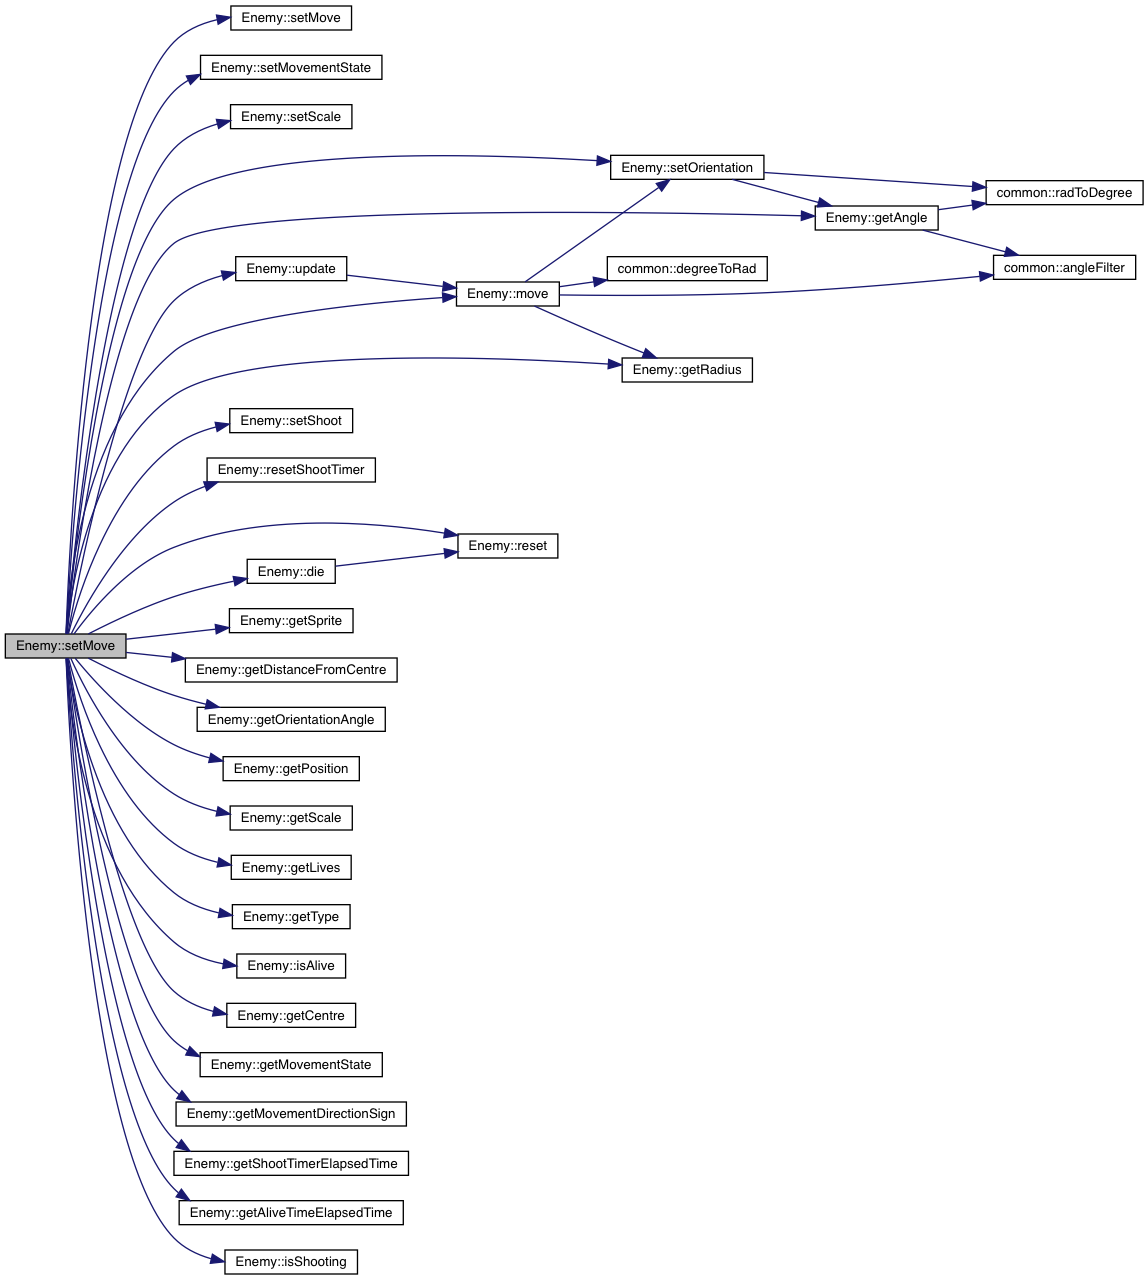 Enemy::setMove
Enemy::setMovementState
Enemy::setScale
Enemy::setOrientation
common::radToDegree
Enemy::getAngle
Enemy::update
common::degreeToRad
common::angleFilter
Enemy::move
Enemy::getRadius
Enemy::setShoot
Enemy::resetShootTimer
Enemy::reset
Enemy::die
Enemy::getSprite
Enemy::setMove
Enemy::getDistanceFromCentre
Enemy::getOrientationAngle
Enemy::getPosition
Enemy::getScale
Enemy::getLives
Enemy::getType
Enemy::isAlive
Enemy::getCentre
Enemy::getMovementState
Enemy::getMovementDirectionSign
Enemy::getShootTimerElapsedTime
Enemy::getAliveTimeElapsedTime
Enemy::isShooting